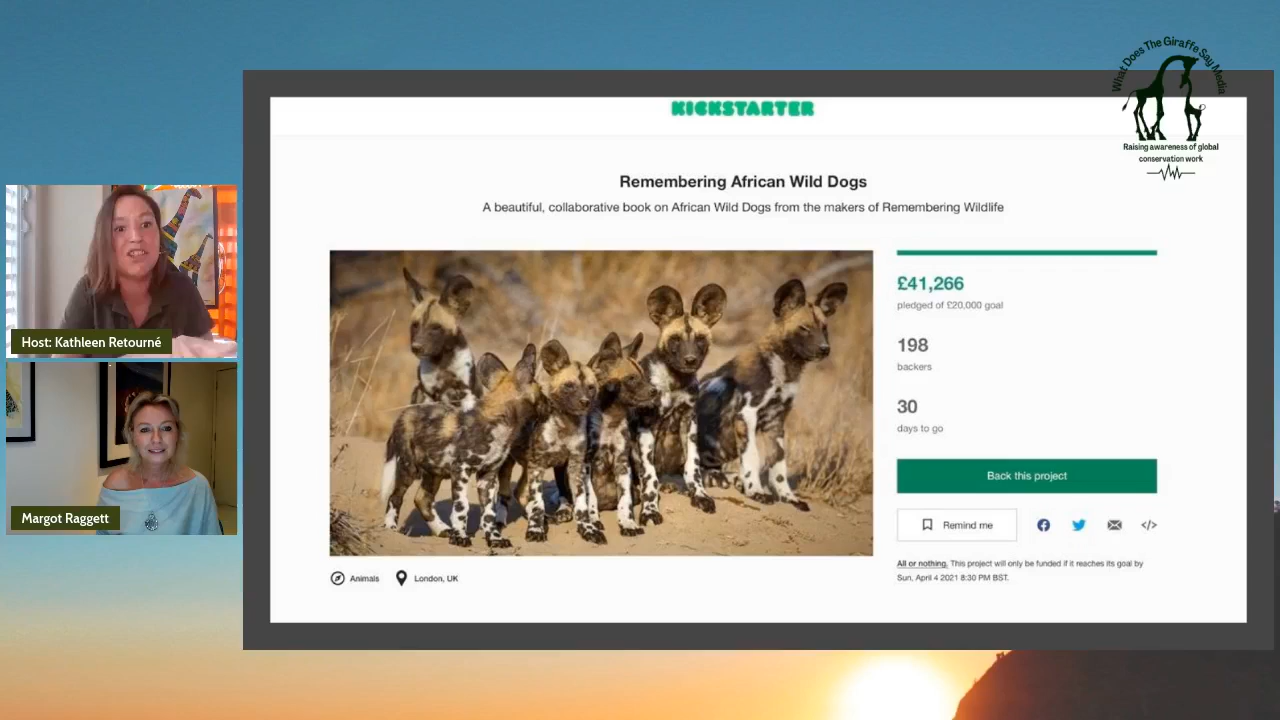 What Does The Giraffe Say Media
Raising awareness of global
conservation work
KICKSTARTER
Remembering African Wild Dogs
A beautiful, collaborative book on African Wild Dogs from the makers of Remembering Wildlife
£41,266
pledged of £20,000 goal
198
backers
30
days to go
Back this project
Remind me
</>
All or nothing. This project will only be funded if it reaches its goal by
Sun, April 4 2021 8:30 PM BST.
Animals
London, UK
Host: Kathleen Retourné
Margot Raggett